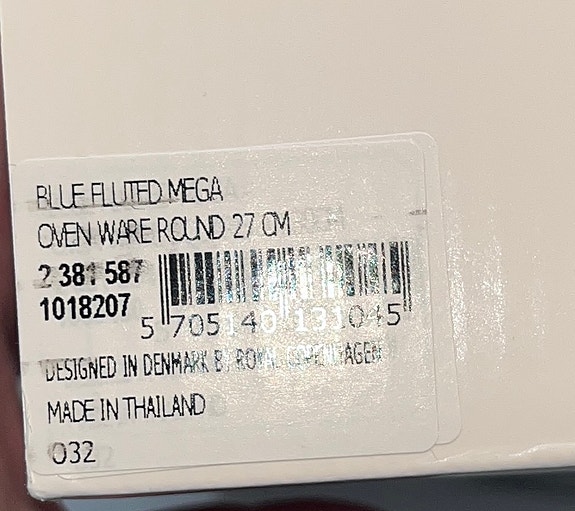 BLUE FLUTED MEGA
OVEN WARE ROUND 27 CM
2 381 587
1018207
5 705140 131045
DESIGNED IN DENMARK BY ROYAL COPENHAGEN
MADE IN THAILAND
032